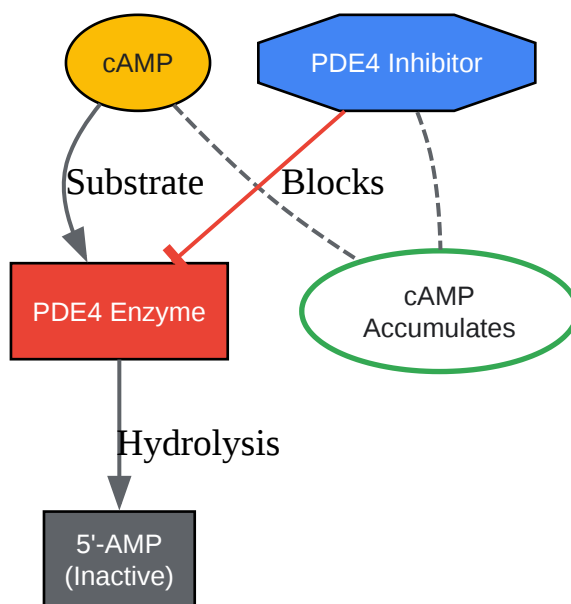 cAMP
PDE4 Inhibitor
Substrate
Blocks
PDE4 Enzyme
cAMP
Accumulates
Hydrolysis
5'-AMP
(Inactive)